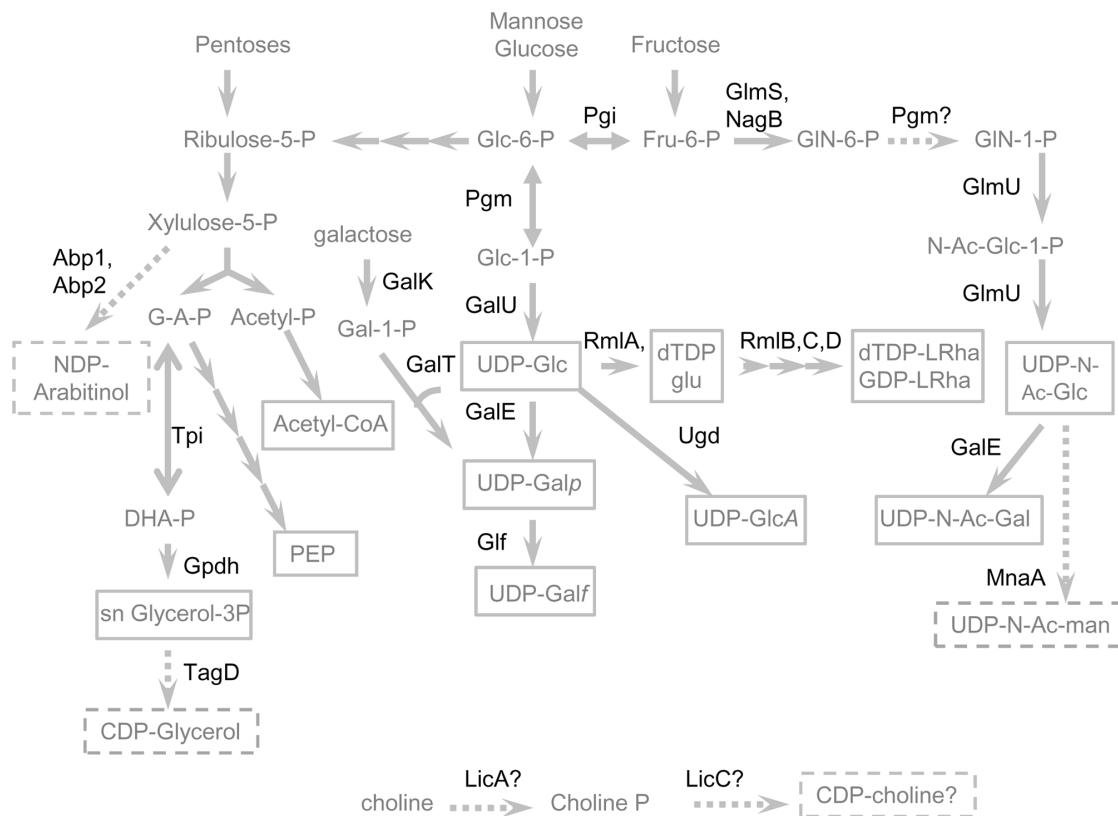 Pentoses
Mannose
Glucose
Fructose
GlmS,
NagB
Pgi
Pgm?
Ribulose-5-P
Glc-6-P
Fru-6-P
GlN-6-P
GlN-1-P
Pgm
GlmU
Xylulose-5-P
galactose
Glc-1-P
N-Ac-Glc-1-P
Abp1,
Abp2
GalK
GalU
GlmU
G-A-P
Acetyl-P
Gal-1-P
NDP-
Arabitinol
GalT
UDP-Glc
RmlA,
dTDP
glu
RmlB,C,D
dTDP-LRha
GDP-LRha
UDP-N-
Ac-Glc
Acetyl-CoA
GalE
Ugd
GalE
Tpi
UDP-Galp
DHA-P
PEP
UDP-GlcA
UDP-N-Ac-Gal
Gpdh
Glf
sn Glycerol-3P
UDP-Galf
MnaA
UDP-N-Ac-man
TagD
CDP-Glycerol
LicA?
LicC?
choline
Choline P
CDP-choline?